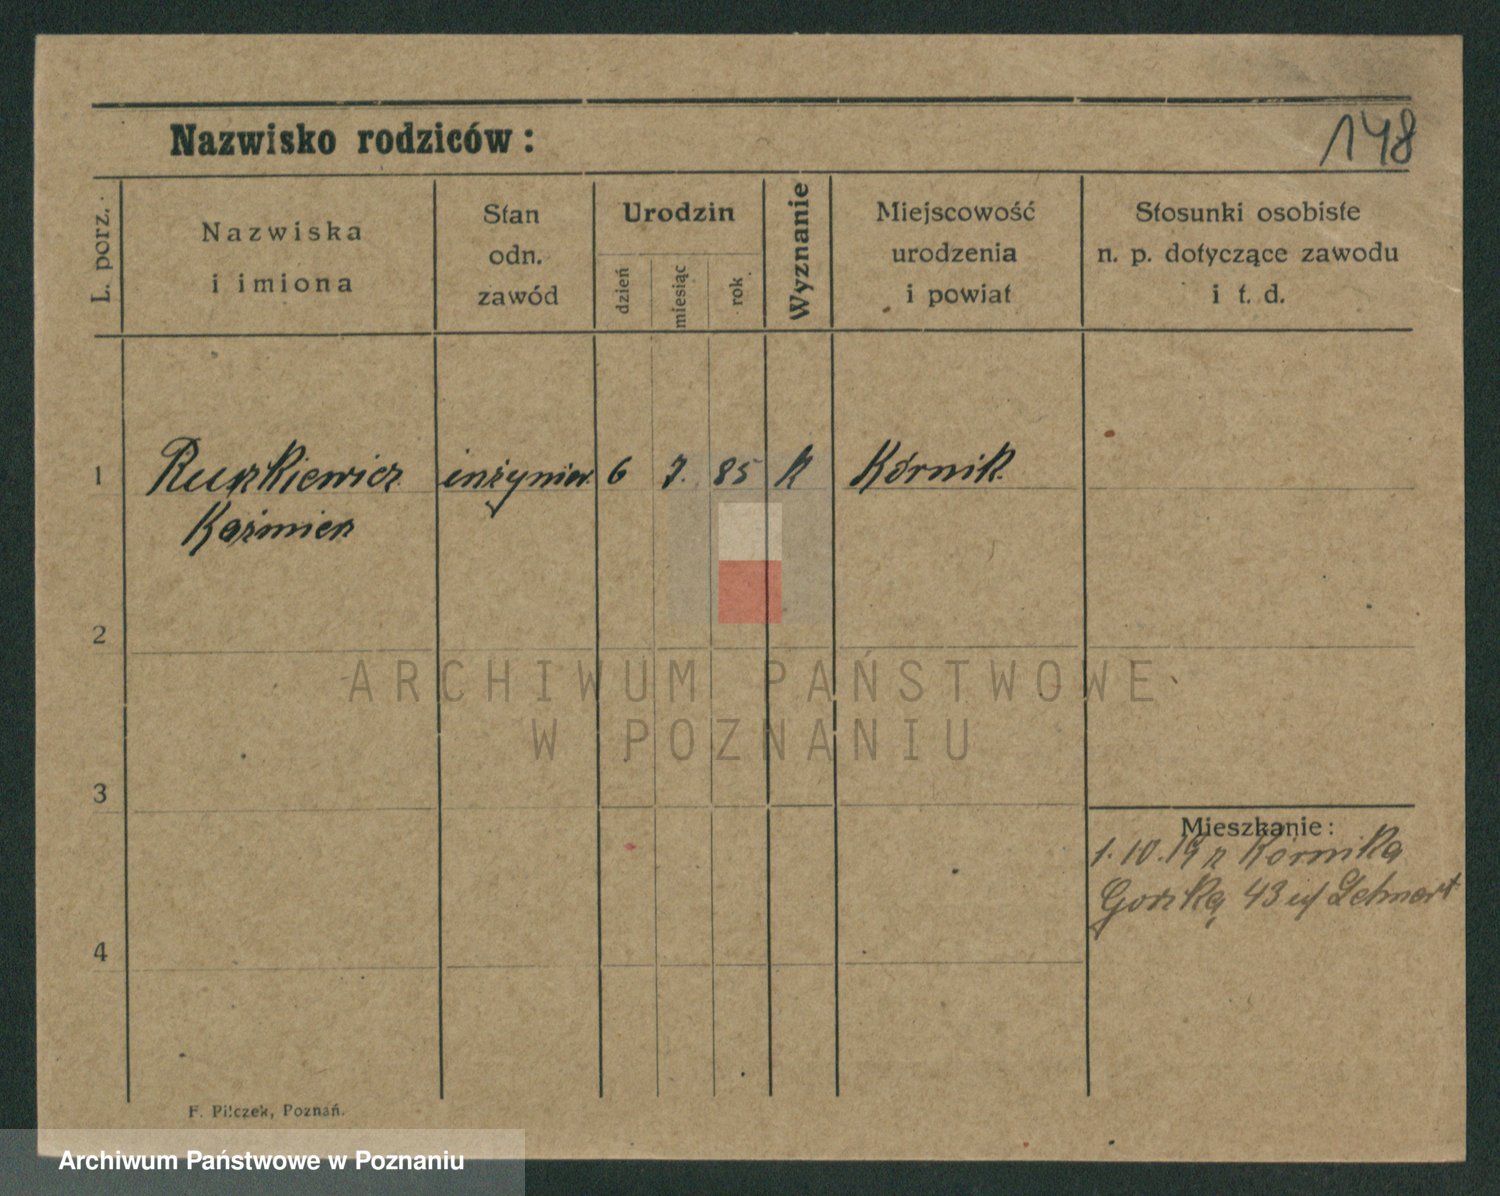 148
Nazwisko rodziców:
L. porz.
Nazwiska
i imiona
Stan
odn.
zawód
Urodzin
dzień
miesiąc
rok
Wyznanie
Miejscowość
urodzenia
i powiat
Stosunki osobiste
n. p. dotyczące zawodu
i t. d.
1
Ruszkiewicz
Kaźmierz
inżynier
6
7.
85
K
Kórnik
2
ARCHIWUM PAŃSTWOWE
W POZNANIU
3
Mieszkanie:
1.10.19 z Kórnika
43
4
F. Pilczek, Poznań.
Archiwum Państwowe w Poznaniu